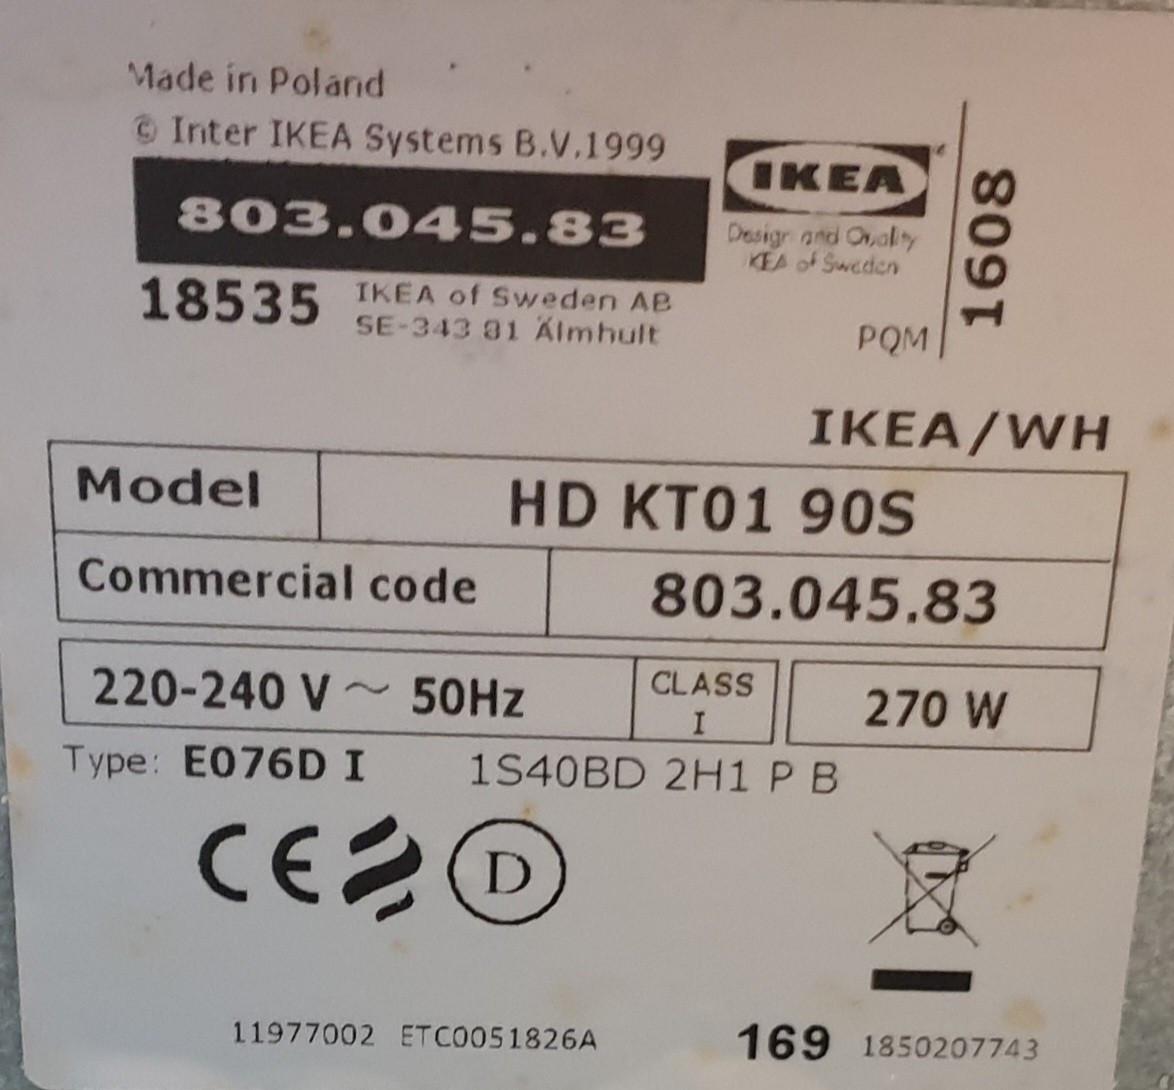 Made in Poland
© Inter IKEA Systems B.V.1999
803.045.83
18535
IKEA of Sweden AB
SE-343 81 Älmhult
IKEA
Design and Quality
IKEA of Sweden
PQM
1608
IKEA/WH
Model HD KT01 90S
Commercial code 803.045.83
220-240 V ~ 50Hz CLASS I 270 W
Type: E076D I 1S40BD 2H1 P B
CE D
11977002 ETC0051826A 169 1850207743